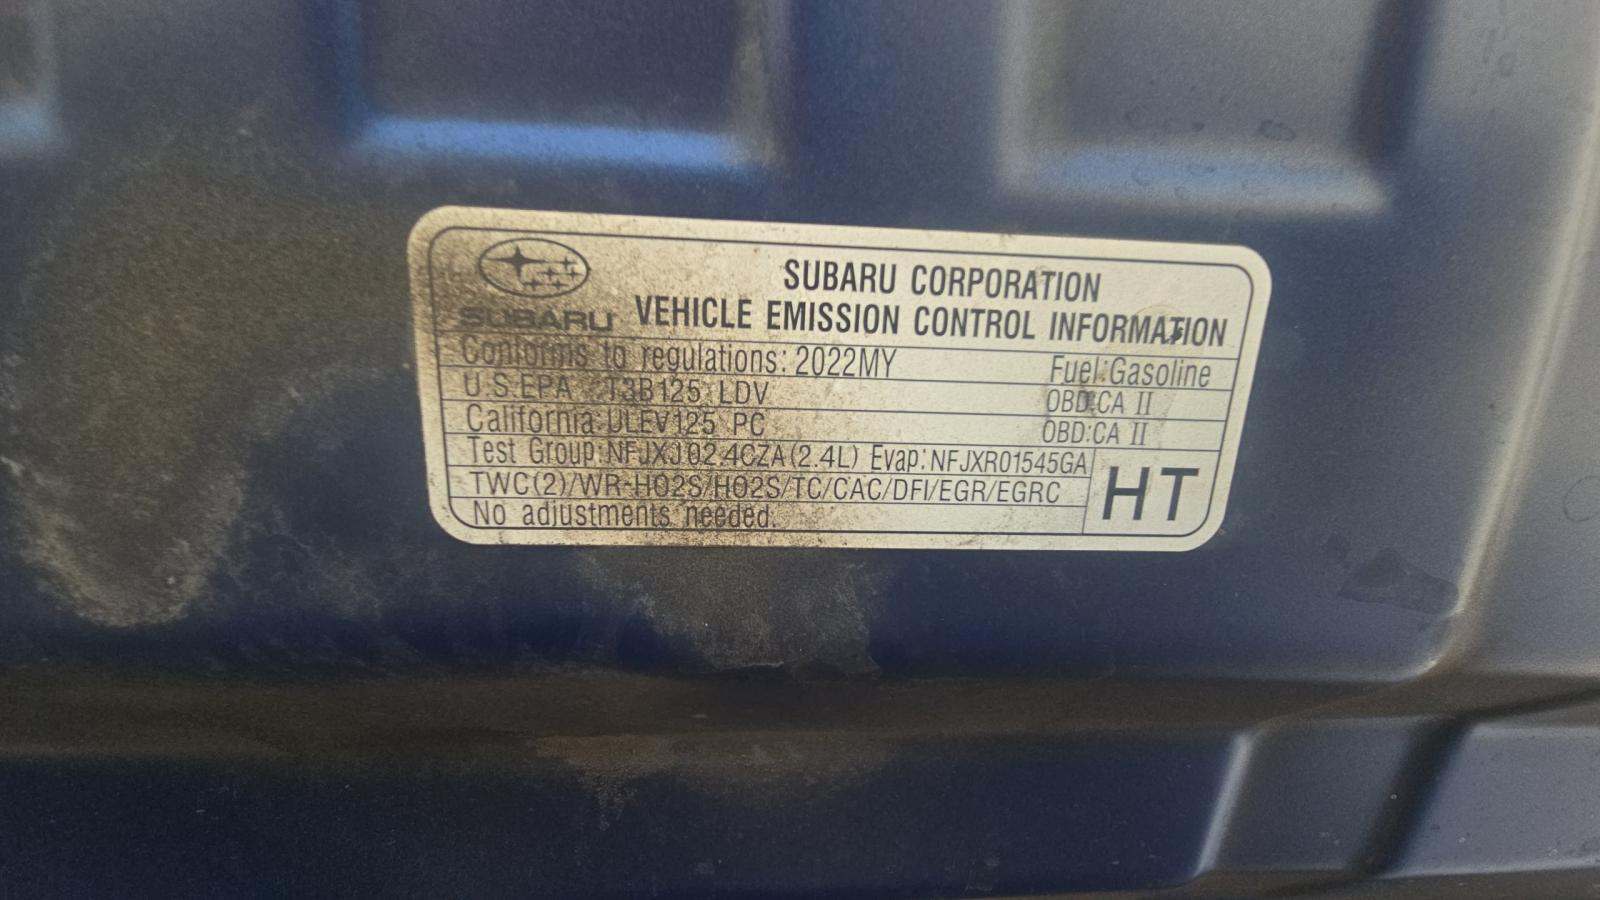 SUBARU CORPORATION
SUBARU VEHICLE EMISSION CONTROL INFORMATION
Conforms to regulations: 2022MY Fuel:Gasoline
U.S.EPA :T3B125 LDV OBD:CA II
California:ULEV125 PC OBD:CA II
Test Group:NFJXJ02.4CZA(2.4L) Evap:NFJXR01545GA
TWC(2)/WR-HO2S/HO2S/TC/CAC/DFI/EGR/EGRC
No adjustments needed.
HT